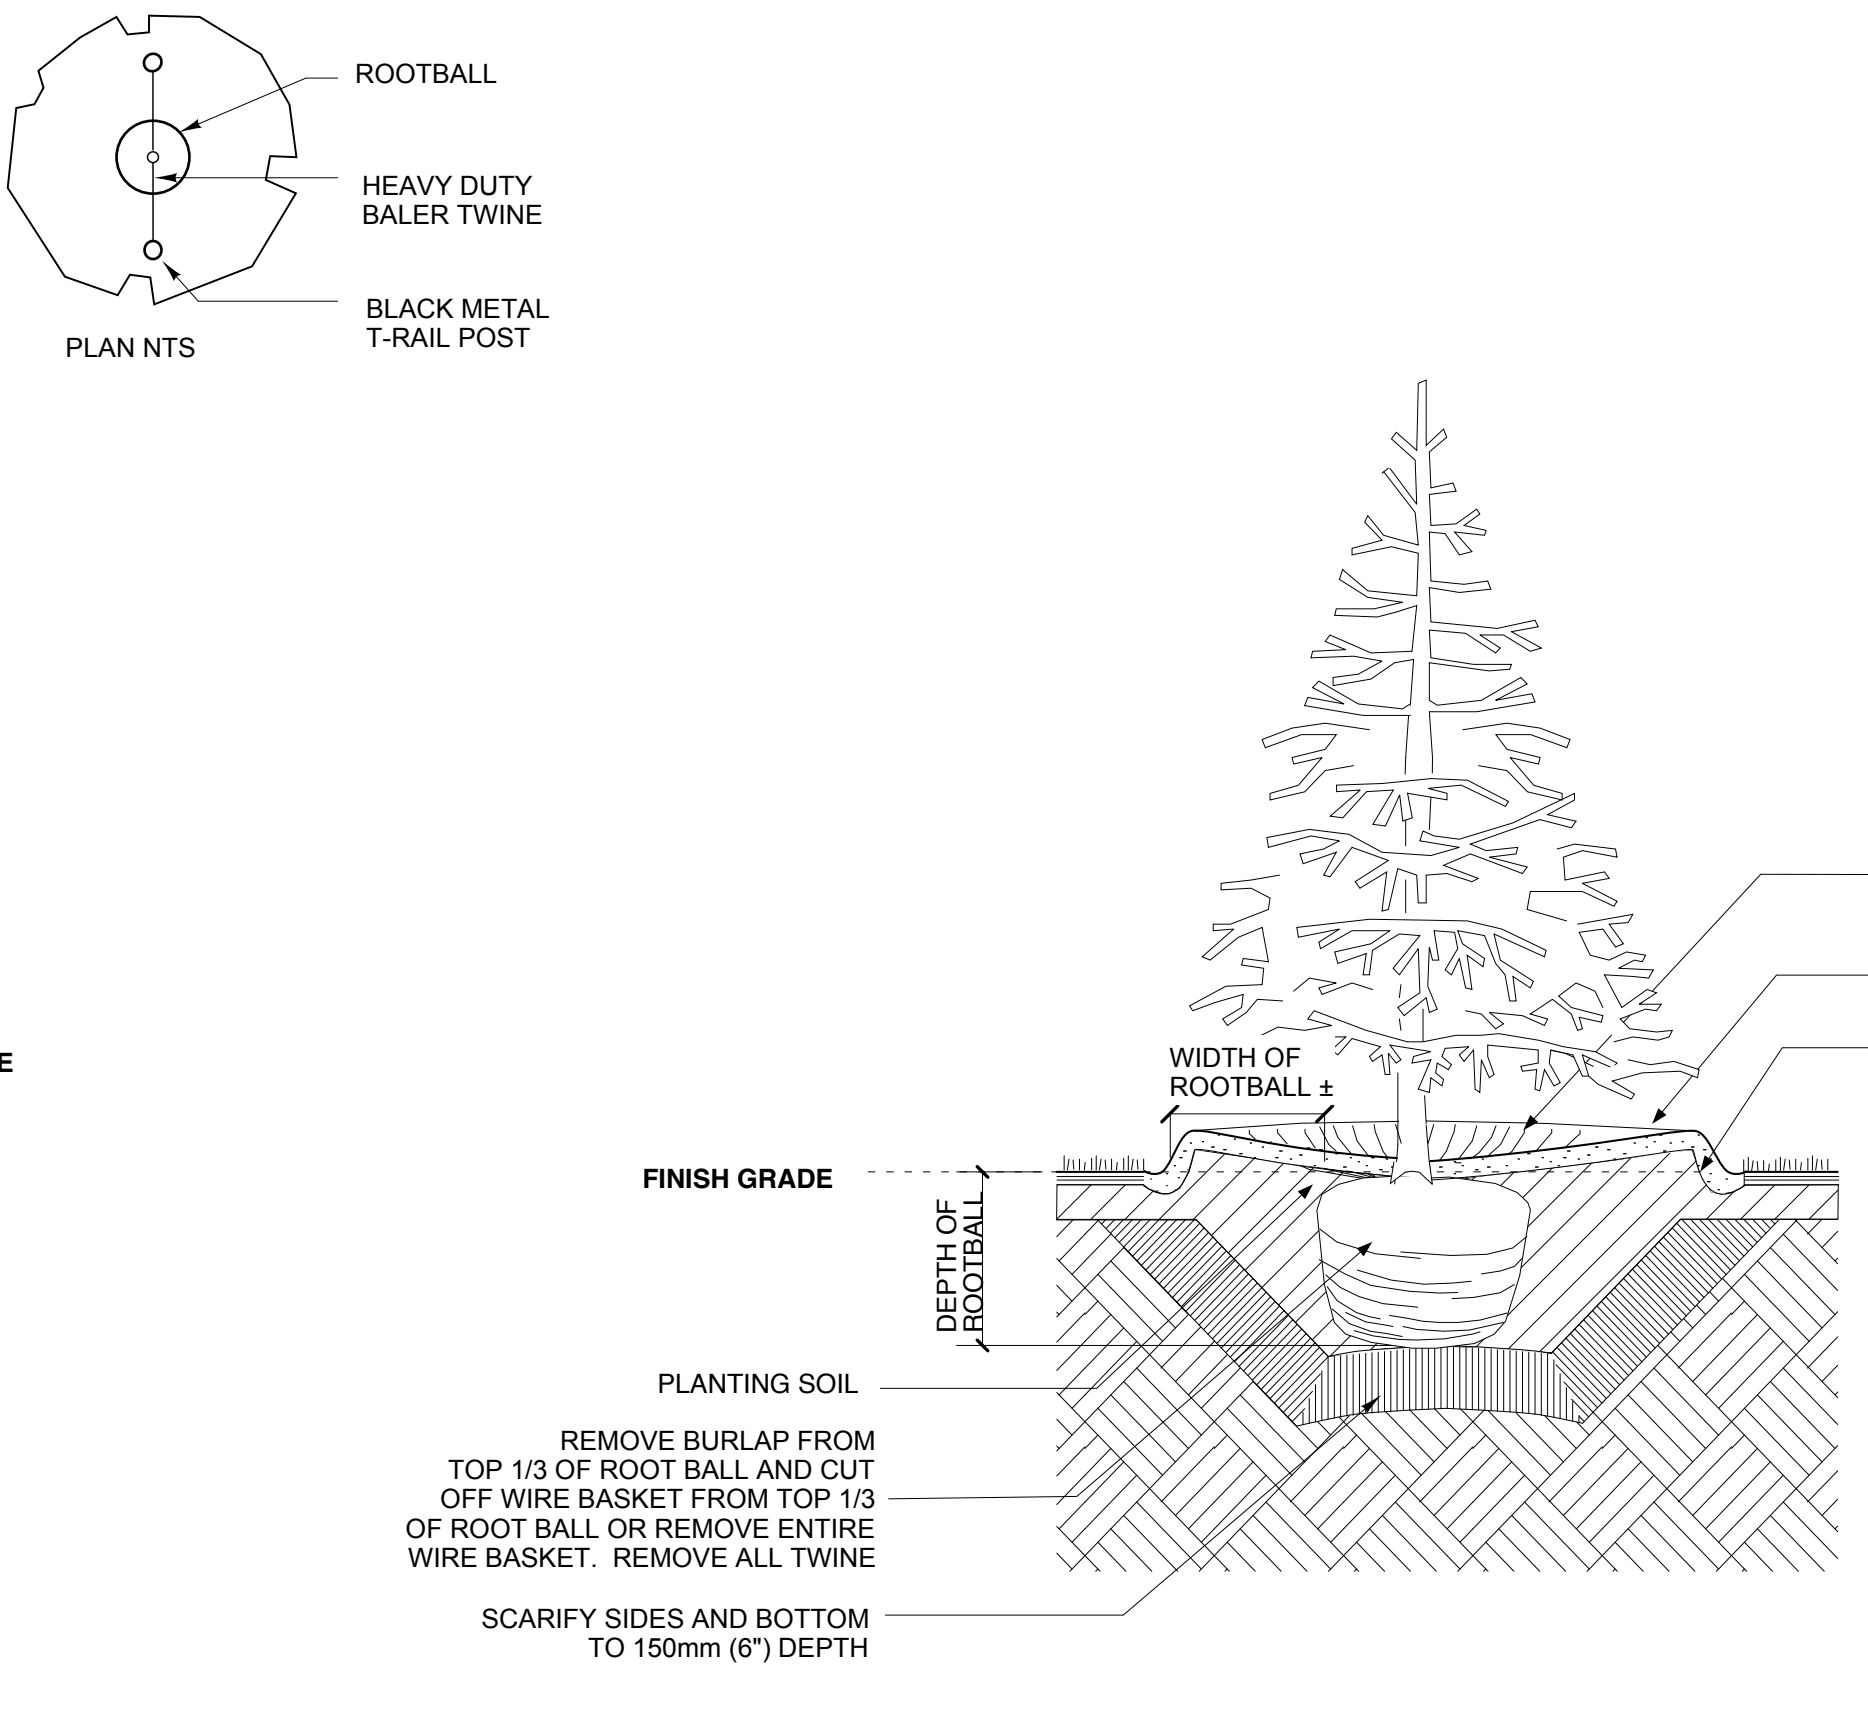 ROOTBALL
HEAVY DUTY
BALER TWINE
BLACK METAL
T-RAIL POST
PLAN NTS
E
WIDTH OF
ROOTBALL ±
FINISH GRADE
DEPTH OF
ROOTBALL
PLANTING SOIL
REMOVE BURLAP FROM
TOP 1/3 OF ROOT BALL AND CUT
OFF WIRE BASKET FROM TOP 1/3
OF ROOT BALL OR REMOVE ENTIRE
WIRE BASKET.  REMOVE ALL TWINE
SCARIFY SIDES AND BOTTOM
TO 150mm (6") DEPTH